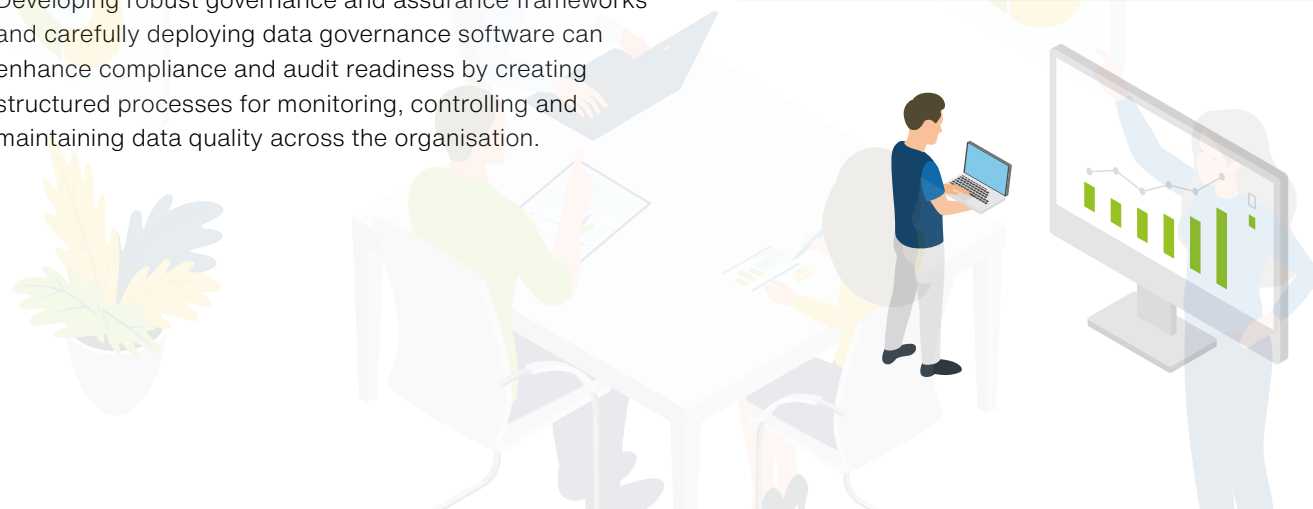 Developing robust governance and assurance frameworks
and carefully deploying data governance software can
enhance compliance and audit readiness by creating
structured processes for monitoring, controlling and
maintaining data quality across the organisation.